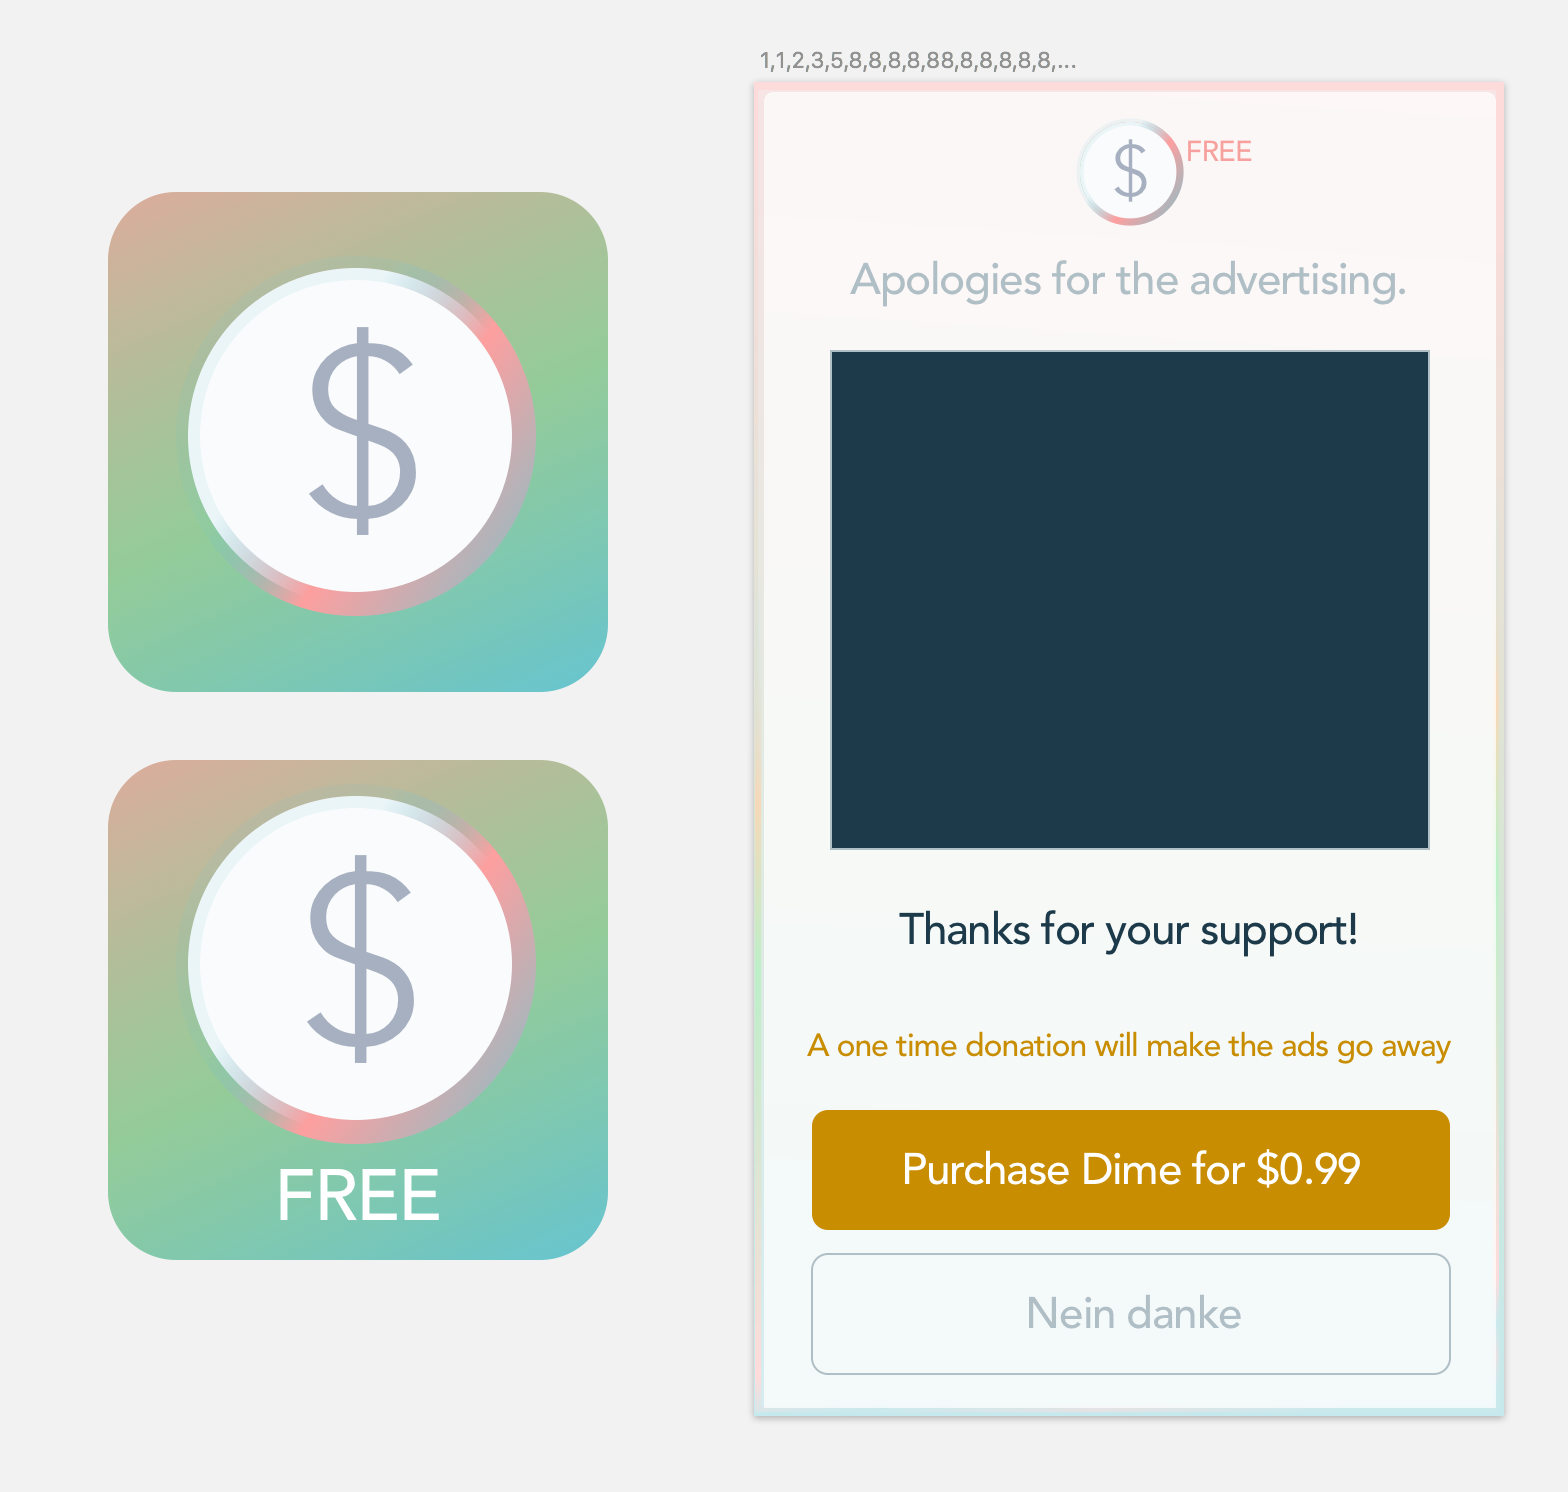 1,1,2,3,5,8,8,8,8,88,8,8,8,8,8,...
$
FREE
Apologies for the advertising.
Thanks for your support!
A one time donation will make the ads go away
Purchase Dime for $0.99
Nein danke
$
$
FREE